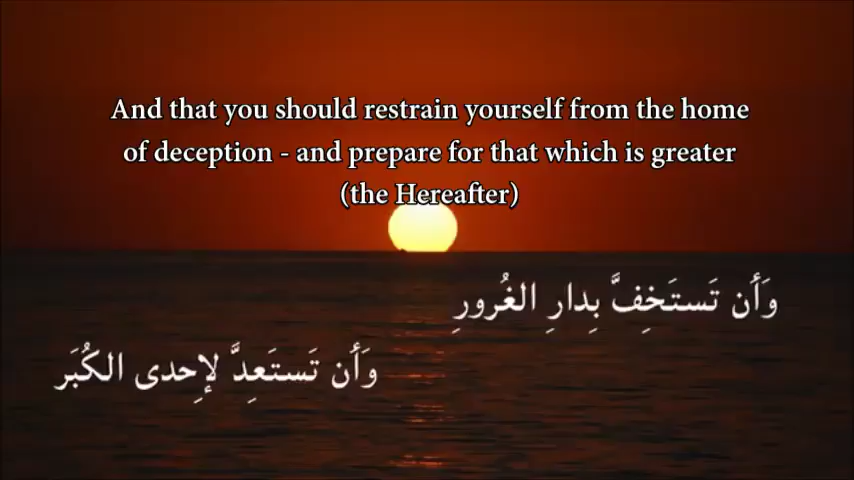 And that you should restrain yourself from the home
of deception - and prepare for that which is greater
(the Hereafter)
وَأَن تَستَخِفَّ بِدارِ الغُرورِ
وَأَن تَستَعِدَّ لإِحدى الكُبَر